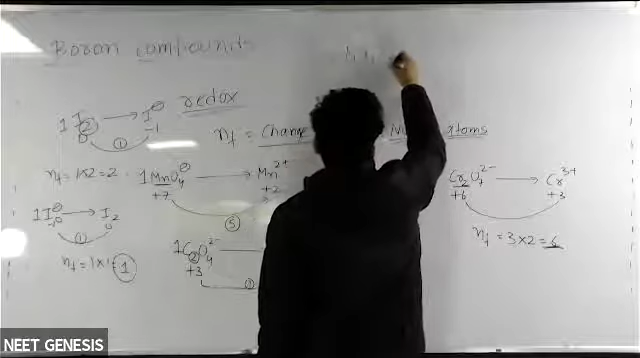 Boron compounds
redox
1 I₂ → I⁻
0 -1
①
n_f = 1×2 = 2
n_f = Change Atoms
1 MnO₄⁻ → Mn²⁺
+7 +2
⑤
Cr₂O₇²⁻ → Cr³⁺
+6 +3
n_f = 3×2 = 6
1 I⁻ → I₂
①
n_f = 1×1 = 1
1 C₂O₄²⁻
+3
NEET GENESIS